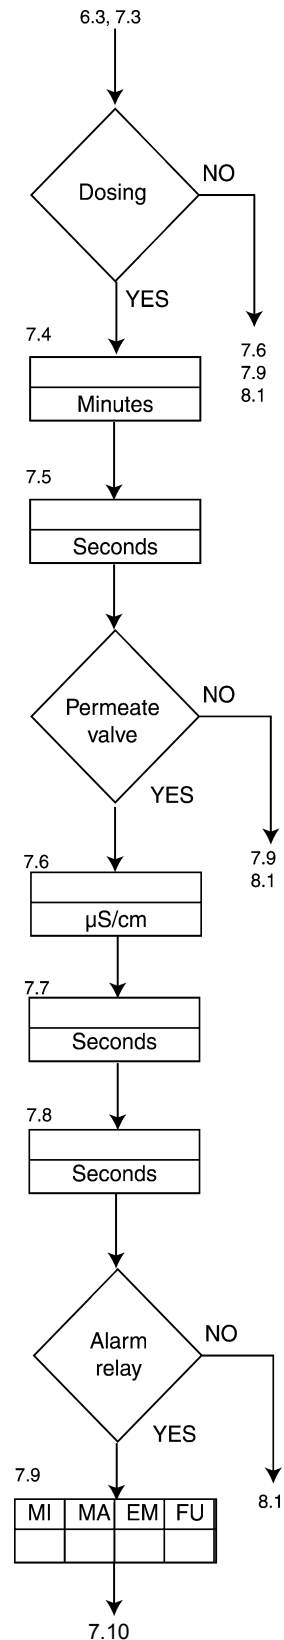 6.3, 7.3
Dosing
NO
YES
7.6
7.9
8.1
7.4
Minutes
7.5
Seconds
Permeate
valve
NO
YES
7.9
8.1
7.6
µS/cm
7.7
Seconds
7.8
Seconds
Alarm
relay
NO
YES
8.1
7.9
MI MA EM FU
7.10